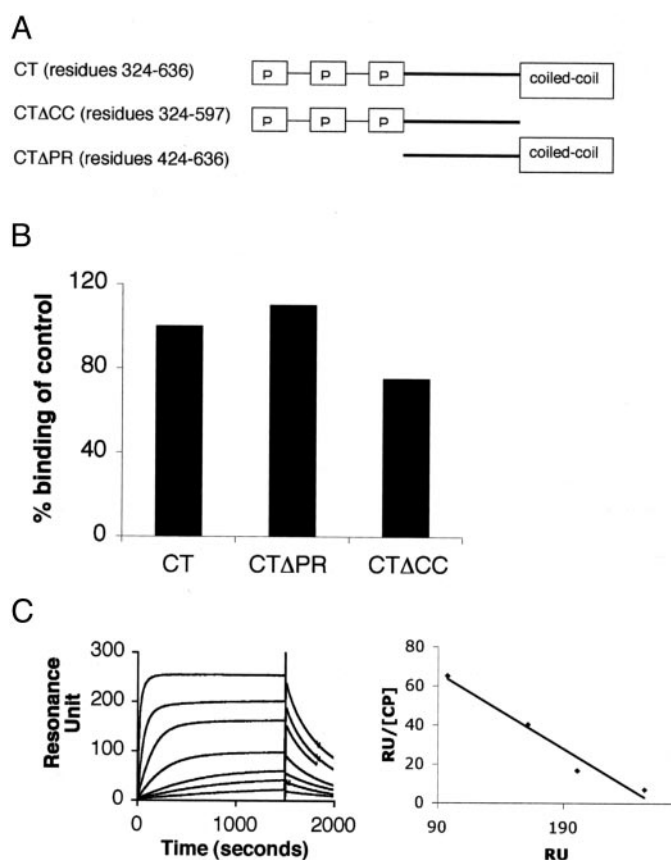 A
CT (residues 324-636)
P P P coiled-coil
CTΔCC (residues 324-597)
P P P
CTΔPR (residues 424-636)
coiled-coil
B
% binding of control
120
80
40
0
CT CTΔPR CTΔCC
C
Resonance
Unit
300
200
100
0
0 1000 2000
Time (seconds)
RU/[CP]
80
60
40
20
0
90 190
RU